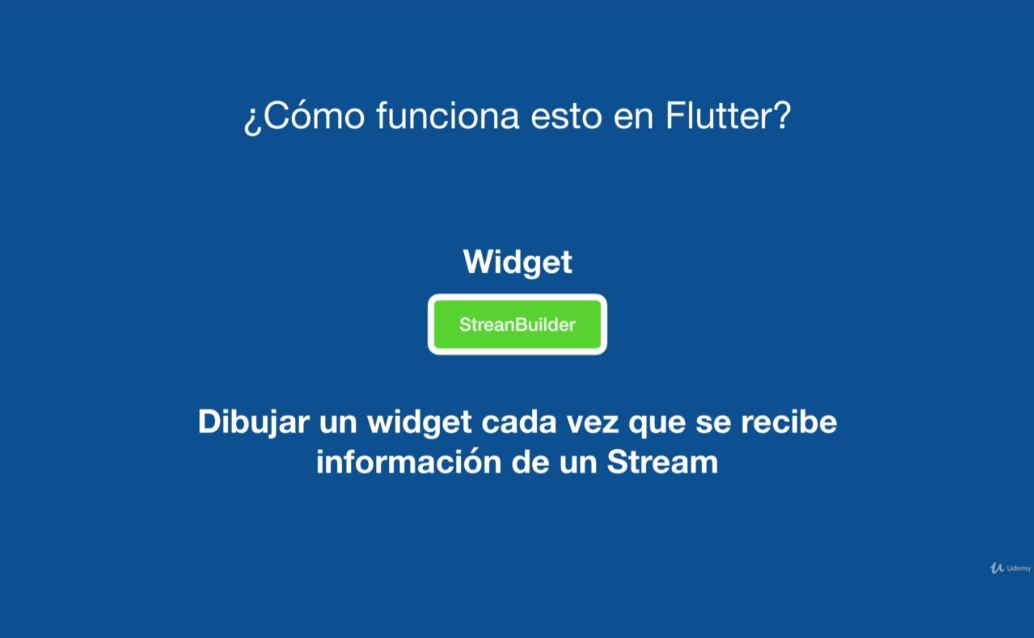 ¿Cómo funciona esto en Flutter?
Widget
StreanBuilder
Dibujar un widget cada vez que se recibe
información de un Stream
Udemy